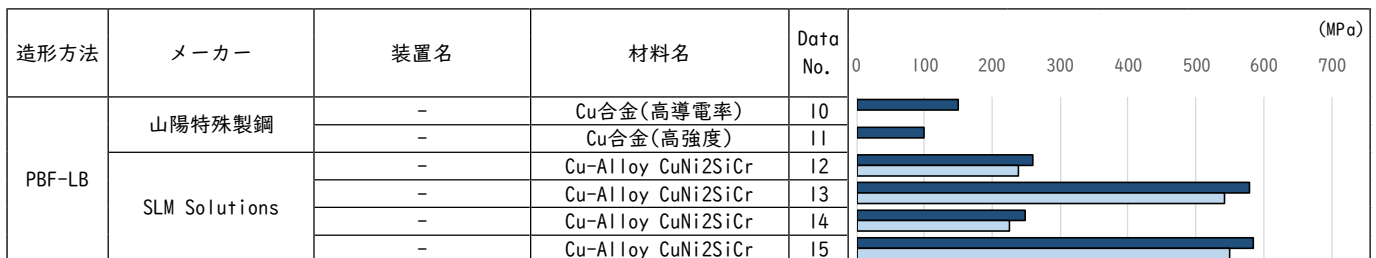 造形方法 メーカー 装置名 材料名 Data No. (MPa)
0 100 200 300 400 500 600 700
PBF-LB 山陽特殊製鋼 - Cu合金(高導電率) 10
- Cu合金(高強度) 11
SLM Solutions - Cu-Alloy CuNi2SiCr 12
- Cu-Alloy CuNi2SiCr 13
- Cu-Alloy CuNi2SiCr 14
- Cu-Alloy CuNi2SiCr 15